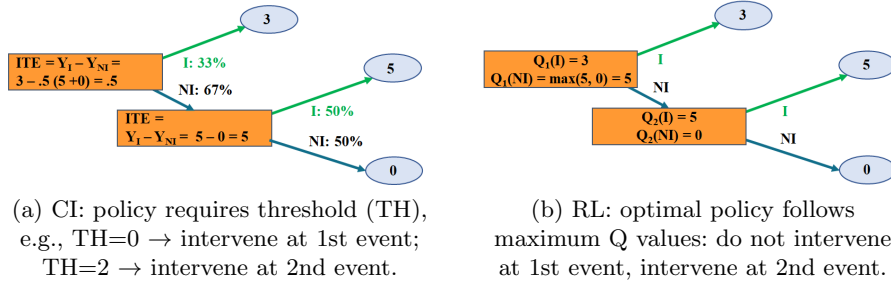 3
ITE = Y_I – Y_NI =
3 – .5 (5 +0) = .5
I: 33%
NI: 67%
5
ITE =
Y_I – Y_NI = 5 – 0 = 5
I: 50%
NI: 50%
0
(a) CI: policy requires threshold (TH),
e.g., TH=0 → intervene at 1st event;
TH=2 → intervene at 2nd event.
3
Q_1(I) = 3
Q_1(NI) = max(5, 0) = 5
I
NI
5
Q_2(I) = 5
Q_2(NI) = 0
I
NI
0
(b) RL: optimal policy follows
maximum Q values: do not intervene
at 1st event, intervene at 2nd event.